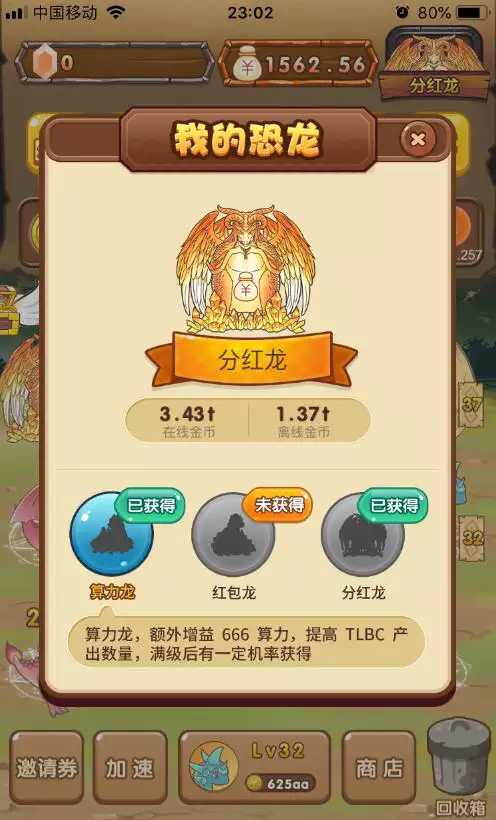 中国移动
23:02
80%
0
¥
1562.56
分红龙
我的恐龙
.257
¥
分红龙
3.43t
1.37t
在线金币
离线金币
37
已获得
未获得
已获得
32
算力龙
红包龙
分红龙
2
算力龙，额外增益 666 算力，提高 TLBC 产
出数量，满级后有一定机率获得
邀请券
加速
Lv32
625aa
商店
回收箱